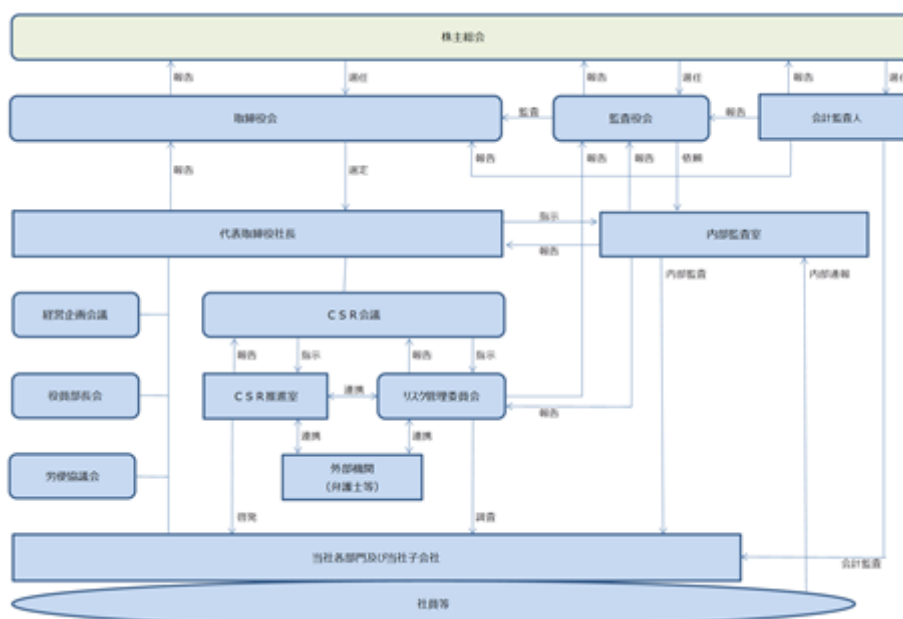 株主総会
報告
選任
報告
選任
報告
選任
取締役会
監査
監査役会
報告
会計監査人
報告
選定
報告
報告
報告
依頼
代表取締役社長
指示
報告
内部監査室
内部監査
内部通報
経営企画会議
CSR会議
報告
指示
報告
指示
役員部長会
CSR推進室
連携
リスク管理委員会
報告
連携
連携
労使協議会
外部機関
(弁護士等)
啓発
調査
当社各部門及び当社子会社
会計監査
社員等